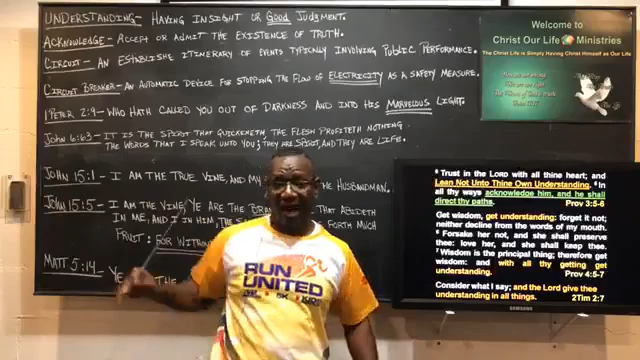 UNDERSTANDING- HAVING INSIGHT OR GOOD JUDGMENT.
ACKNOWLEDGE- ACCEPT OR ADMIT THE EXISTENCE OF TRUTH.
CIRCUIT - AN ESTABLISHE ITINERARY OF EVENTS TYPICALLY INVOLVING PUBLIC PERFORMANCE.
CIRCUIT BREAKER- AN AUTOMATIC DEVICE FOR STOPPING THE FLOW OF ELECTRICITY AS A SAFETY MEASURE.
1 PETER 2:9- WHO HATH CALLED YOU OUT OF DARKNESS AND INTO HIS MARVELOUS LIGHT.
JOHN 6:63- IT IS THE SPIRIT THAT QUICKENETH THE FLESH PROFITETH NOTHING.
THE WORDS THAT I SPEAK UNTO YOU, THEY ARE SPIRIT, AND THEY ARE LIFE.
JOHN 15:1- I AM THE TRUE VINE, AND MY THE HUSBANDMAN.
JOHN 15:5- I AM THE VINE, YE ARE THE THAT ABIDETH
IN ME, AND I IN HIM, THE FORTH MUCH
FRUIT: FOR WITHOUT
MATT 5:14- YE THE
Welcome to
Christ Our Life Ministries
The Christ Life is Simply Having Christ Himself as Our Life
RUN
UNITED
5K
⁵ Trust in the LORD with all thine heart; and
Lean Not Unto Thine Own Understanding. ⁶ In
all thy ways acknowledge him, and he shall
direct thy paths. Prov 3:5-6
Get wisdom, get understanding: forget it not;
neither decline from the words of my mouth.
⁶ Forsake her not, and she shall preserve
thee: love her, and she shall keep thee.
⁷ Wisdom is the principal thing; therefore get
wisdom: and with all thy getting get
understanding. Prov 4:5-7
Consider what I say; and the Lord give thee
understanding in all things. 2Tim 2:7
SAMSUNG